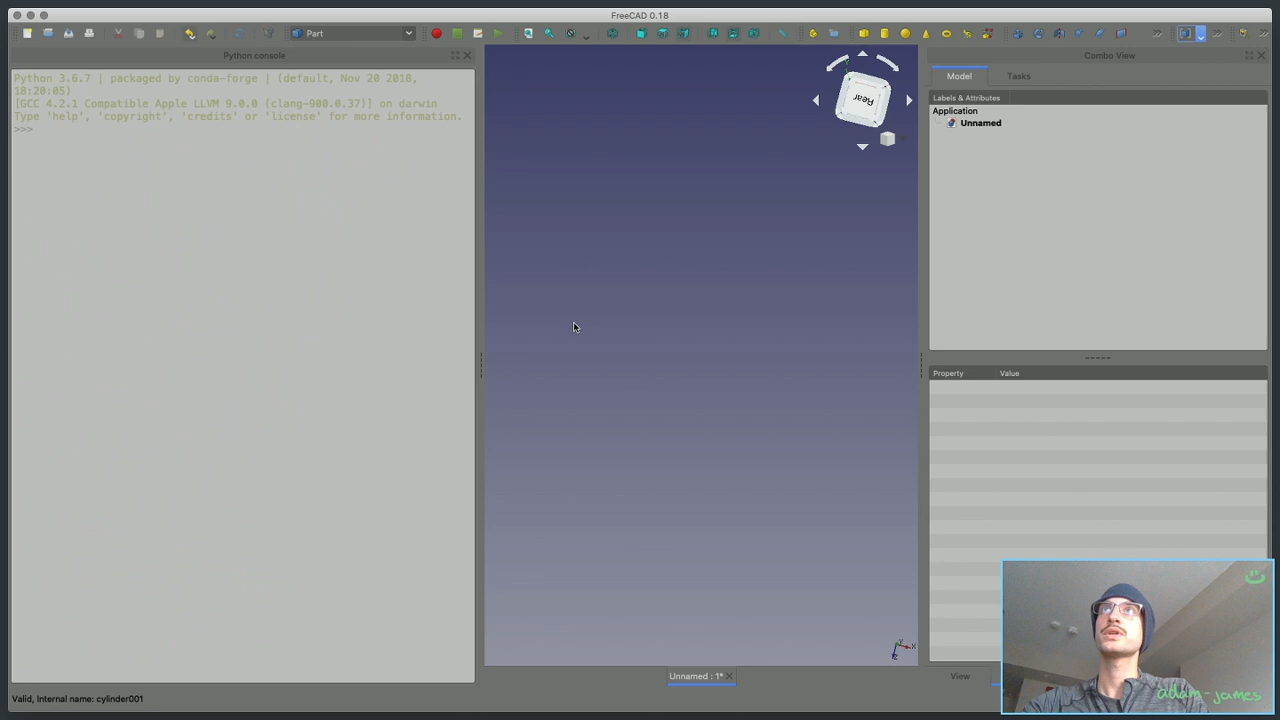 FreeCAD 0.18
Part
Python console
Combo View
Python 3.6.7 | packaged by conda-forge | (default, Nov 20 2018,
18:20:05)
[GCC 4.2.1 Compatible Apple LLVM 9.0.0 (clang-900.0.37)] on darwin
Type 'help', 'copyright', 'credits' or 'license' for more information.
>>>
Rear
Model
Tasks
Labels & Attributes
Application
Unnamed
Property
Value
X
Unnamed : 1*
View
Valid, Internal name: cylinder001
adam-james